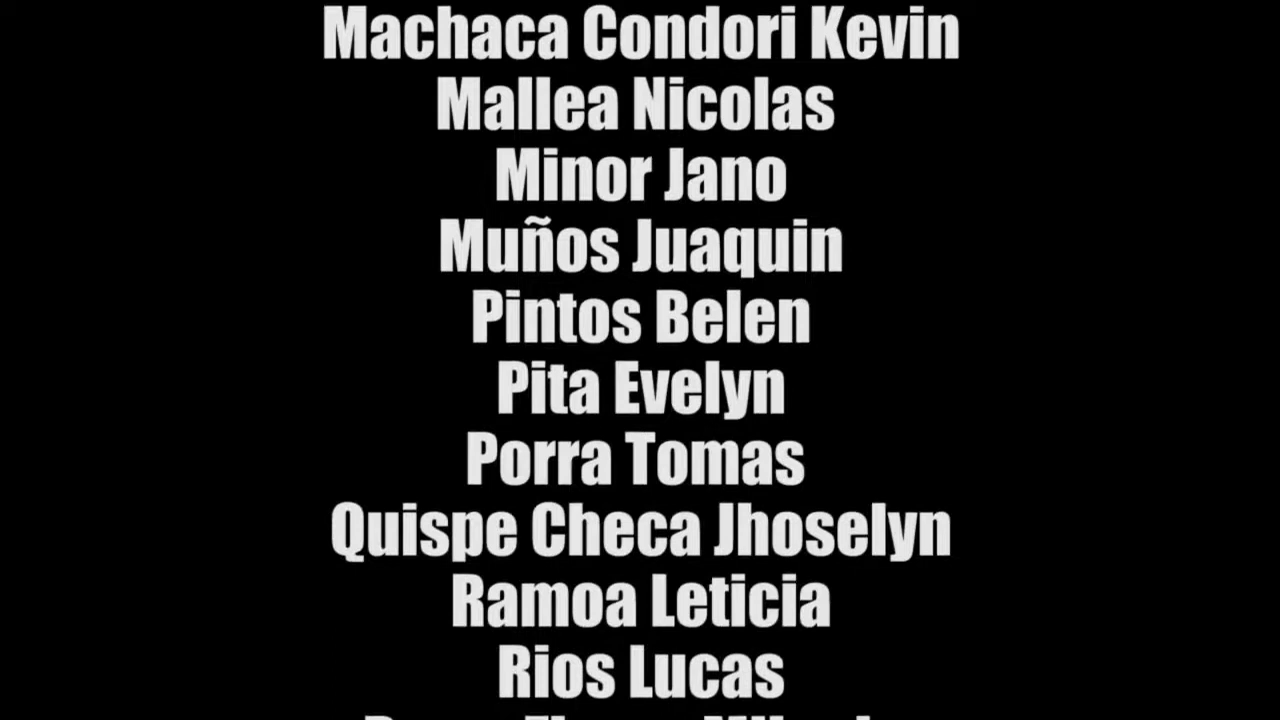 Machaca Condori Kevin
Mallea Nicolas
Minor Jano
Muños Juaquin
Pintos Belen
Pita Evelyn
Porra Tomas
Quispe Checa Jhoselyn
Ramoa Leticia
Rios Lucas